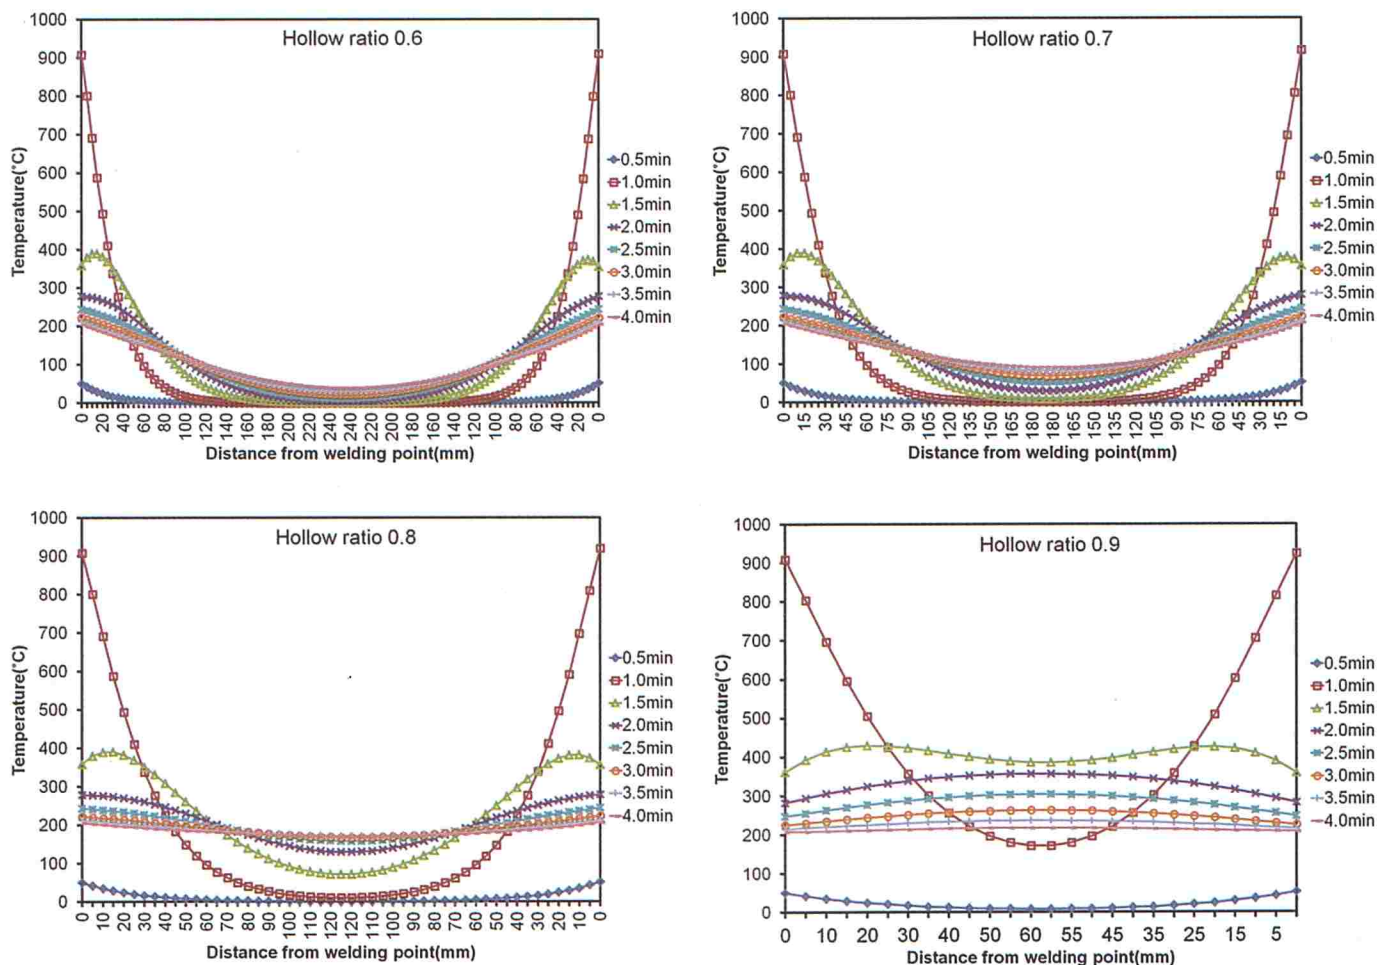 Hollow ratio 0.6
Temperature(°C)
1000
900
800
700
600
500
400
300
200
100
0
0.5min
1.0min
1.5min
2.0min
2.5min
3.0min
3.5min
4.0min
0 20 40 60 80 100 120 140 160 180 200 220 240 240 220 200 180 160 140 120 100 80 60 40 20 0
Distance from welding point(mm)
Hollow ratio 0.7
Temperature(°C)
1000
900
800
700
600
500
400
300
200
100
0
0.5min
1.0min
1.5min
2.0min
2.5min
3.0min
3.5min
4.0min
0 15 30 45 60 75 90 105 120 135 150 165 180 180 165 150 135 120 105 90 75 60 45 30 15 0
Distance from welding point(mm)
Hollow ratio 0.8
Temperature(°C)
1000
900
800
700
600
500
400
300
200
100
0
0.5min
1.0min
1.5min
2.0min
2.5min
3.0min
3.5min
4.0min
0 10 20 30 40 50 60 70 80 90 100 110 120 120 110 100 90 80 70 60 50 40 30 20 10 0
Distance from welding point(mm)
Hollow ratio 0.9
Temperature(°C)
1000
900
800
700
600
500
400
300
200
100
0
0.5min
1.0min
1.5min
2.0min
2.5min
3.0min
3.5min
4.0min
0 10 20 30 40 50 60 55 45 35 25 15 5
Distance from welding point(mm)